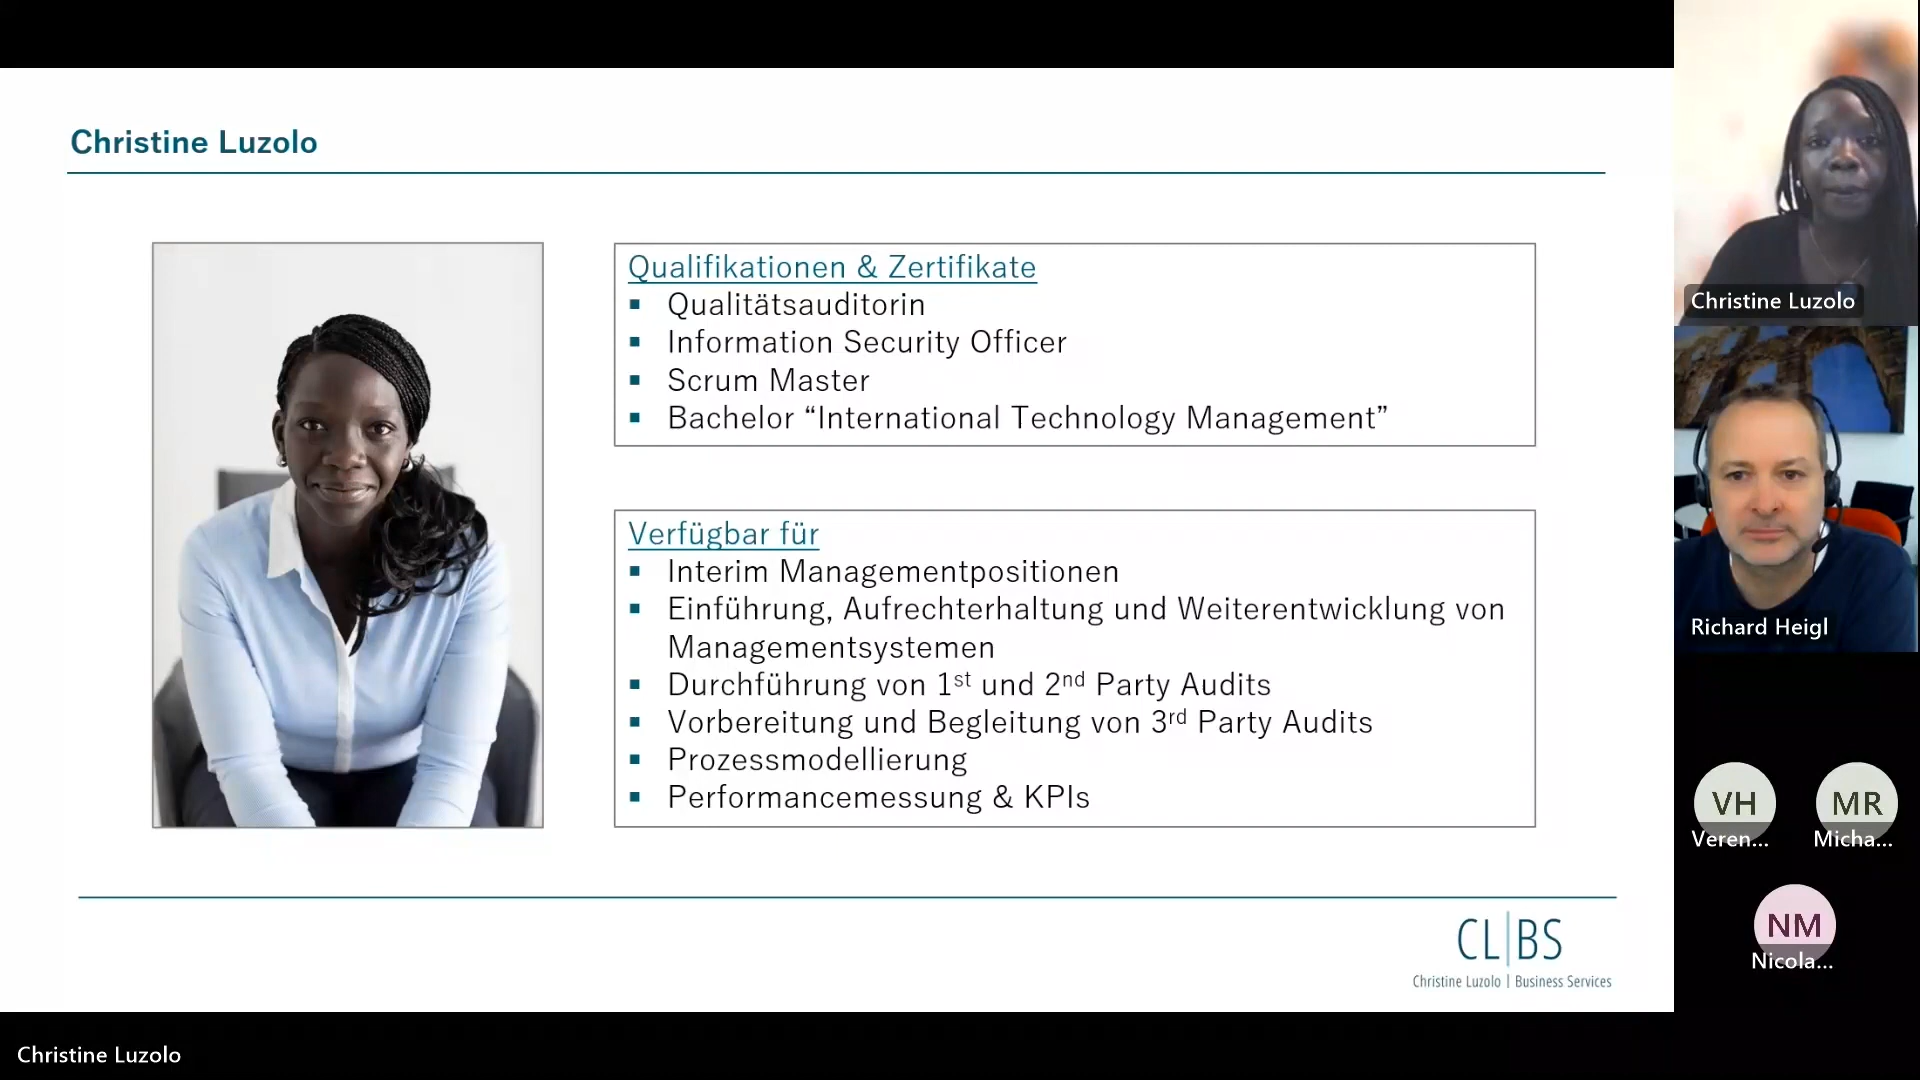 Christine Luzolo
Qualifikationen & Zertifikate
▪ Qualitätsauditorin
▪ Information Security Officer
▪ Scrum Master
▪ Bachelor “International Technology Management”
Verfügbar für
▪ Interim Managementpositionen
▪ Einführung, Aufrechterhaltung und Weiterentwicklung von
Managementsystemen
▪ Durchführung von 1st und 2nd Party Audits
▪ Vorbereitung und Begleitung von 3rd Party Audits
▪ Prozessmodellierung
▪ Performancemessung & KPIs
CL|BS
Christine Luzolo | Business Services
Christine Luzolo
Christine Luzolo
Richard Heigl
VH
Veren...
MR
Micha...
NM
Nicola...